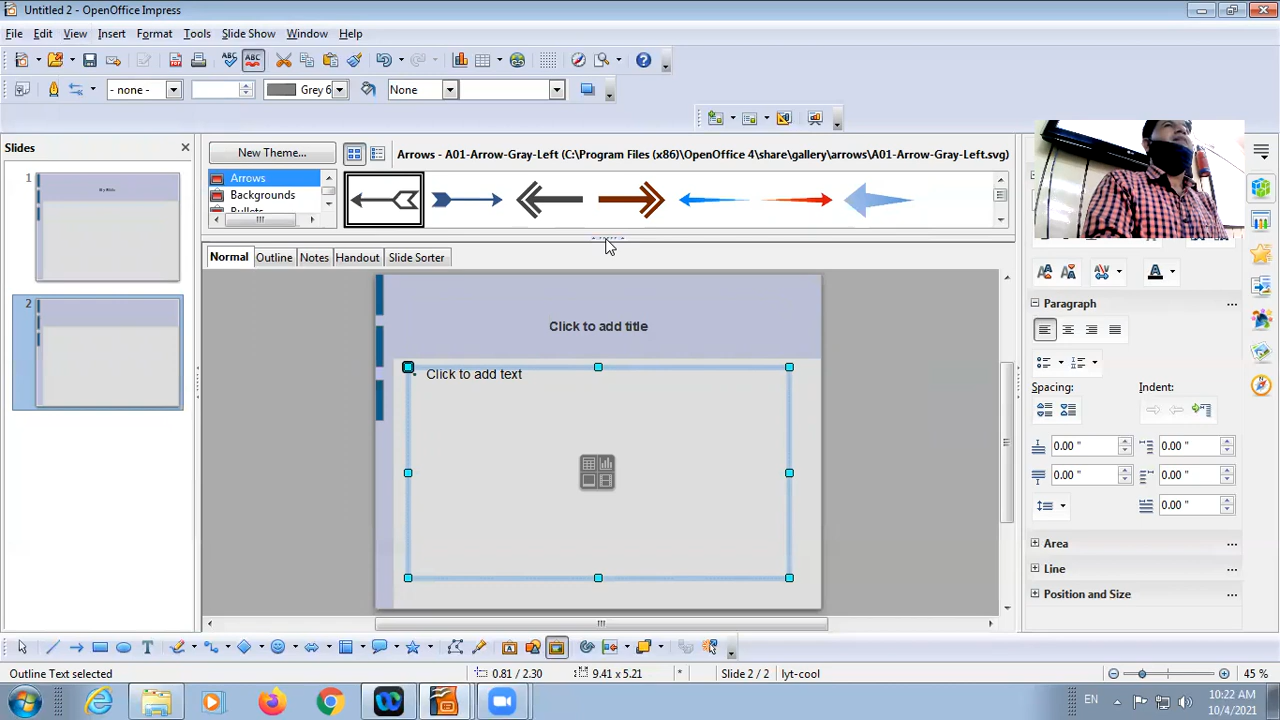 Untitled 2 - OpenOffice Impress
File Edit View Insert Format Tools Slide Show Window Help
- none - Grey 6 None
Slides
New Theme... Arrows - A01-Arrow-Gray-Left (C:\Program Files (x86)\OpenOffice 4\share\gallery\arrows\A01-Arrow-Gray-Left.svg)
Arrows
Backgrounds
Bullets
Normal Outline Notes Handout Slide Sorter
1
2
Click to add title
• Click to add text
Paragraph
Spacing: Indent:
0.00 " 0.00 "
0.00 " 0.00 "
0.00 "
Area
Line
Position and Size
Outline Text selected 0.81 / 2.30 9.41 x 5.21 * Slide 2 / 2 lyt-cool 45 %
EN 10:22 AM
10/4/2021